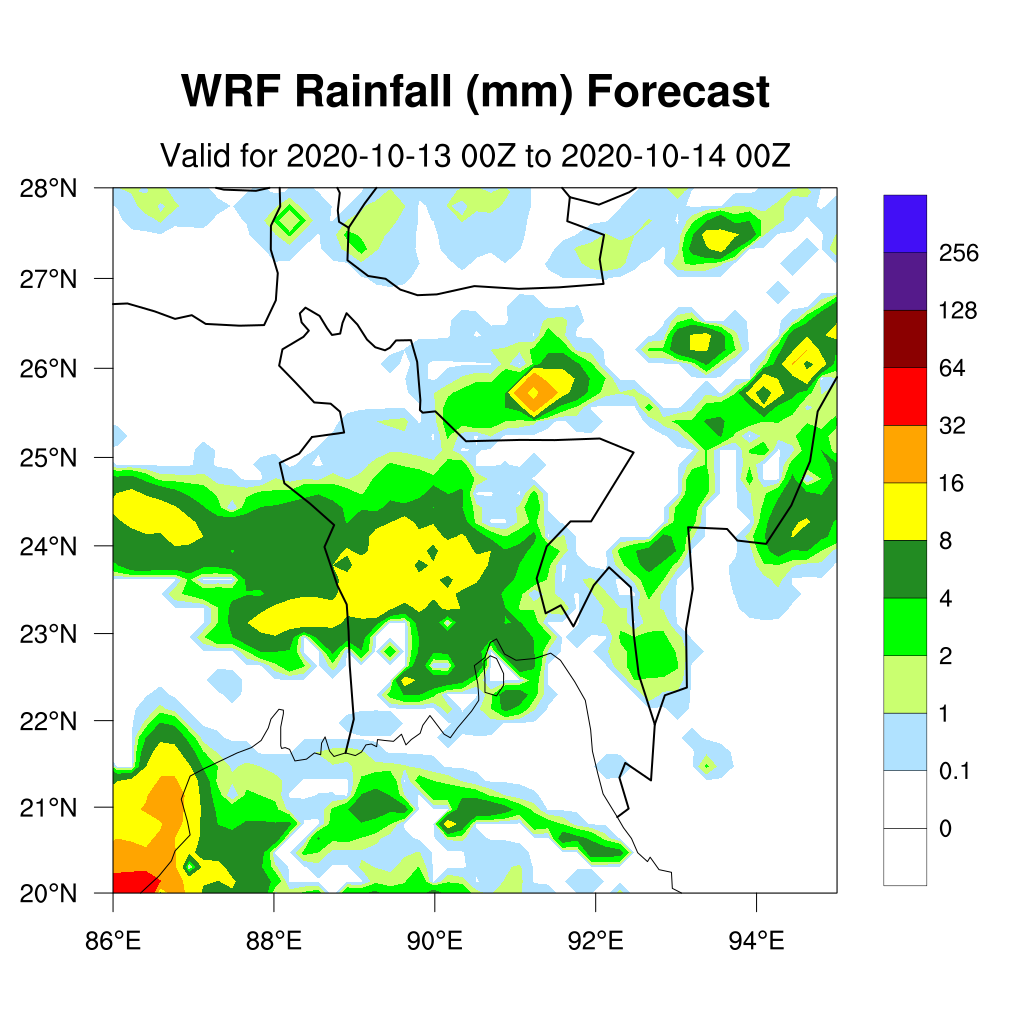 WRF Rainfall (mm) Forecast
Valid for 2020-10-13 00Z to 2020-10-14 00Z
28°N
27°N
26°N
25°N
24°N
23°N
22°N
21°N
20°N
86°E 88°E 90°E 92°E 94°E
256
128
64
32
16
8
4
2
1
0.1
0